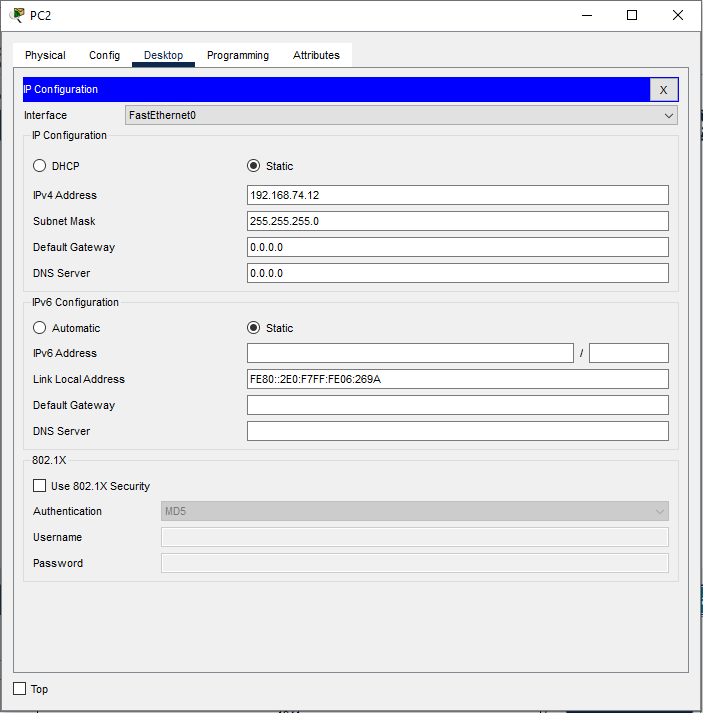 PC2
Physical Config Desktop Programming Attributes
IP Configuration X
Interface FastEthernet0
IP Configuration
DHCP Static
IPv4 Address 192.168.74.12
Subnet Mask 255.255.255.0
Default Gateway 0.0.0.0
DNS Server 0.0.0.0
IPv6 Configuration
Automatic Static
IPv6 Address /
Link Local Address FE80::2E0:F7FF:FE06:269A
Default Gateway
DNS Server
802.1X
Use 802.1X Security
Authentication MD5
Username
Password
Top